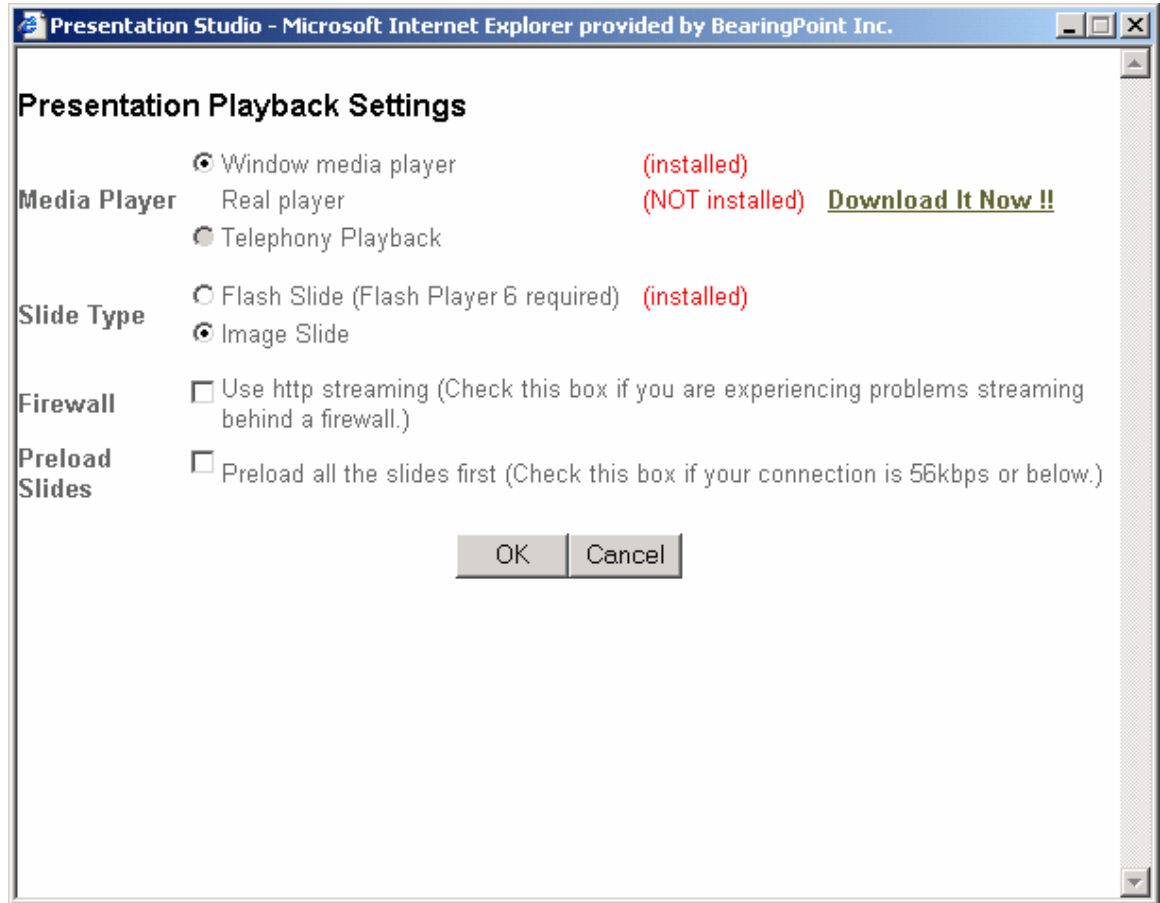 Presentation Studio - Microsoft Internet Explorer provided by BearingPoint Inc.
Presentation Playback Settings
Media Player
Window media player (installed)
Real player (NOT installed) Download It Now !!
Telephony Playback
Slide Type
Flash Slide (Flash Player 6 required) (installed)
Image Slide
Firewall
Use http streaming (Check this box if you are experiencing problems streaming
behind a firewall.)
Preload
Slides
Preload all the slides first (Check this box if your connection is 56kbps or below.)
OK Cancel